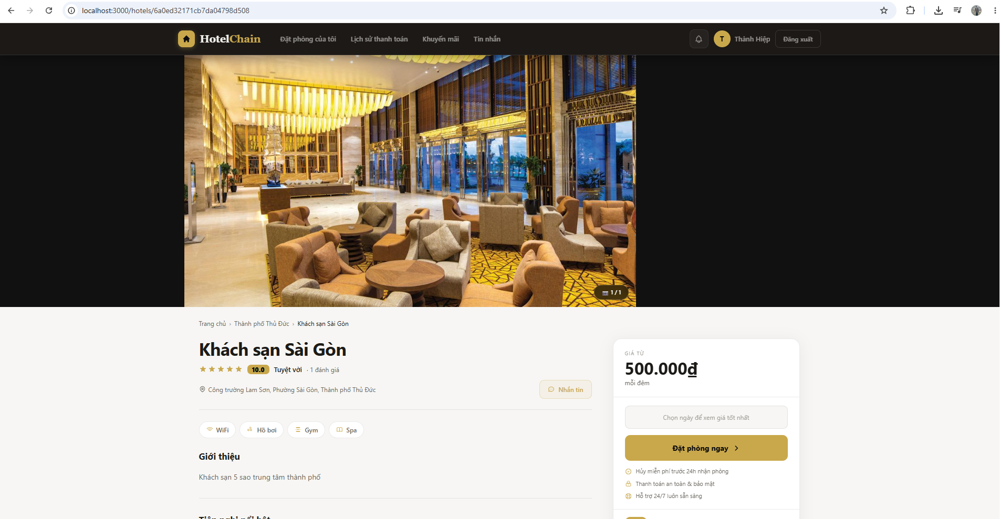 localhost:3000/hotels/6a0ed32171cb7da04798d508
HotelChain
Đặt phòng của tôi
Lịch sử thanh toán
Khuyến mãi
Tin nhắn
T
Thành Hiệp
Đăng xuất
1 / 1
Trang chủ › Thành phố Thủ Đức › Khách sạn Sài Gòn
Khách sạn Sài Gòn
10.0 Tuyệt vời · 1 đánh giá
Công trường Lam Sơn, Phường Sài Gòn, Thành phố Thủ Đức
Nhắn tin
WiFi
Hồ bơi
Gym
Spa
Giới thiệu
Khách sạn 5 sao trung tâm thành phố
Tiện nghi nổi bật
GIÁ TỪ
500.000₫
mỗi đêm
Chọn ngày để xem giá tốt nhất
Đặt phòng ngay
Hủy miễn phí trước 24h nhận phòng
Thanh toán an toàn & bảo mật
Hỗ trợ 24/7 luôn sẵn sàng